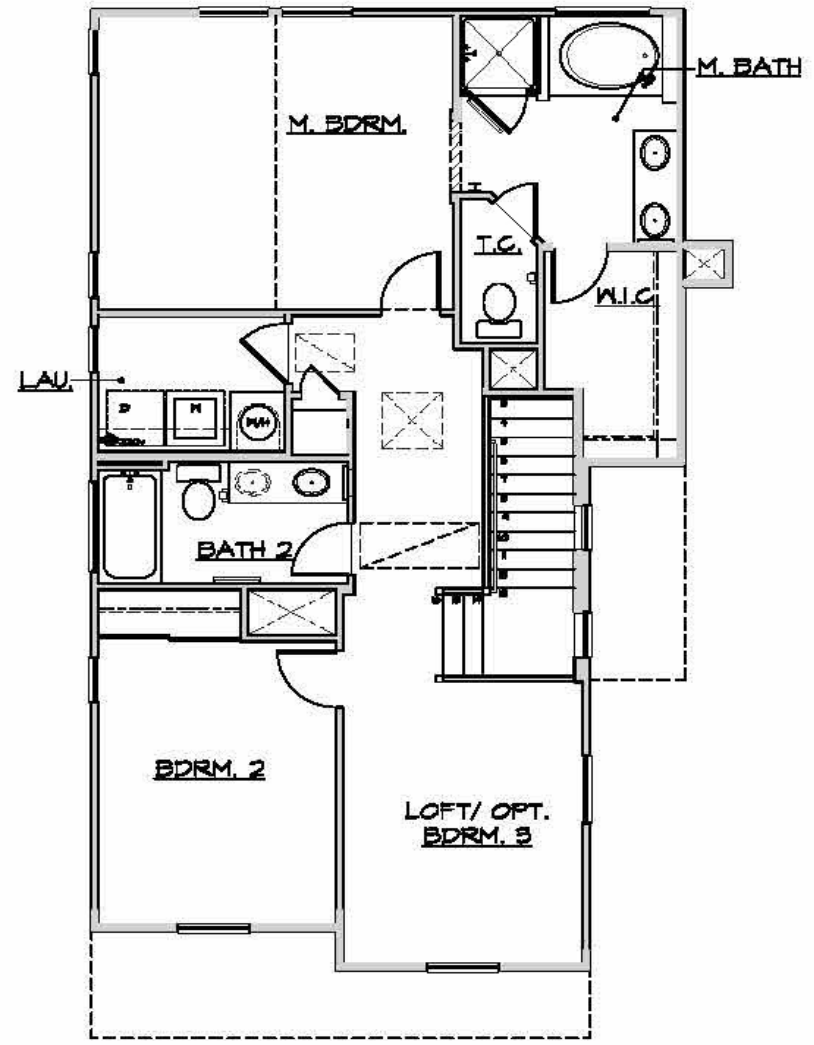 M. BATH
M. BDRM.
T.C.
W.I.C.
LAU.
D
W
W/H
BATH 2
BDRM. 2
LOFT/ OPT.
BDRM. 3